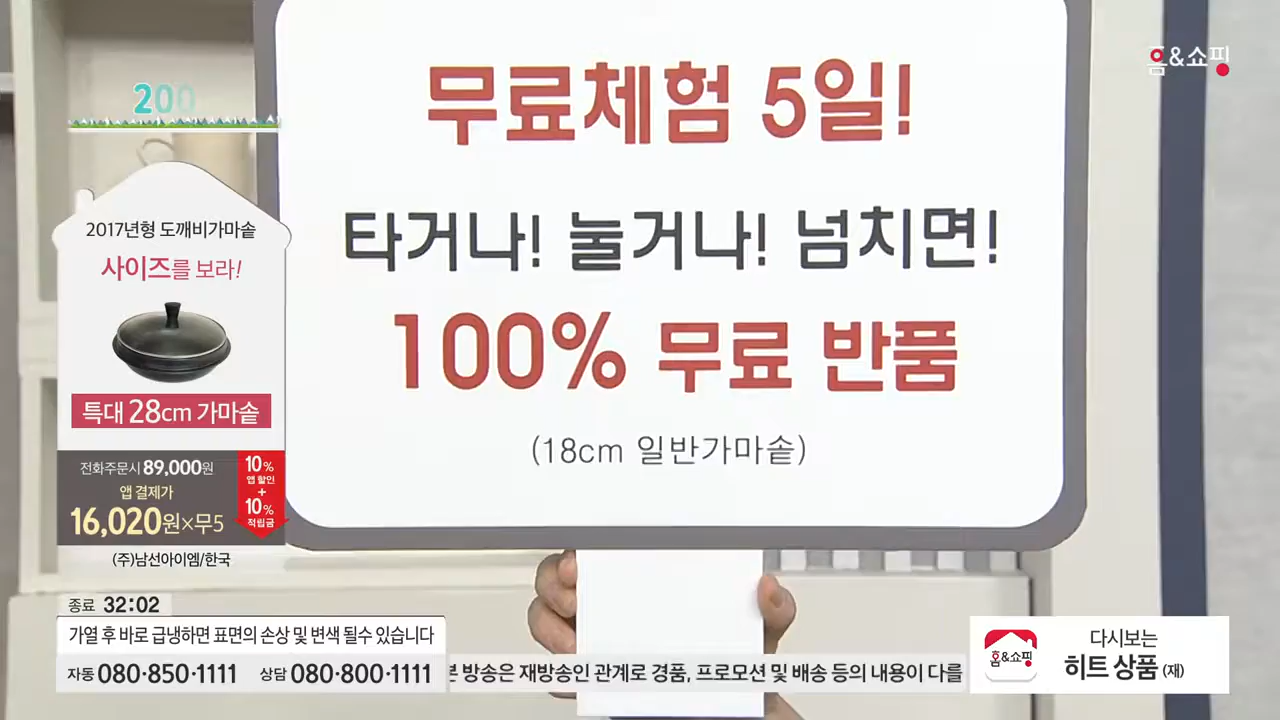 무료체험 5일!
타거나! 눌거나! 넘치면!
100% 무료 반품
(18cm 일반가마솥)
홈&쇼핑
200
2017년형 도깨비가마솥
사이즈를 보라!
특대 28cm 가마솥
전화주문시 89,000원
앱 결제가
16,020원×무5
10%
앱 할인
+
10%
적립금
(주)남선아이엠/한국
종료 32:02
가열 후 바로 급냉하면 표면의 손상 및 변색 될수 있습니다
자동 080·850·1111 상담 080·800·1111
방송은 재방송인 관계로 경품, 프로모션 및 배송 등의 내용이 다를
홈&쇼핑
다시보는
히트 상품 (재)